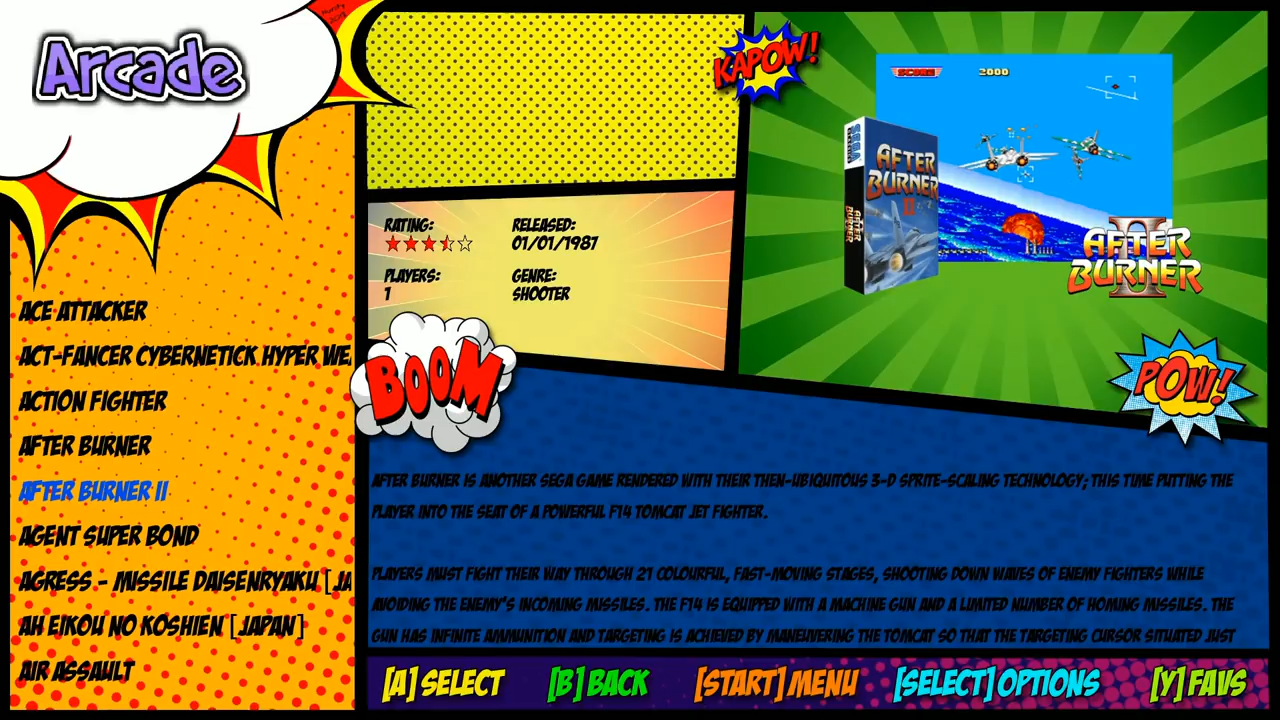 Arcade
KAPOW!
SCORE 2000
SEGA
AFTER
BURNER
II
AFTER
BURNER
AFTER
II
BURNER
RATING:
RELEASED:
01/01/1987
PLAYERS:
1
GENRE:
SHOOTER
BOOM
POW!
ACE ATTACKER
ACT-FANCER CYBERNETICK HYPER WE
ACTION FIGHTER
AFTER BURNER
AFTER BURNER II
AGENT SUPER BOND
AGRESS - MISSILE DAISENRYAKU [JA
AH EIKOU NO KOSHIEN [JAPAN]
AIR ASSAULT
AFTER BURNER IS ANOTHER SEGA GAME RENDERED WITH THEIR THEN-UBIQUITOUS 3-D SPRITE-SCALING TECHNOLOGY; THIS TIME PUTTING THE
PLAYER INTO THE SEAT OF A POWERFUL F14 TOMCAT JET FIGHTER.
PLAYERS MUST FIGHT THEIR WAY THROUGH 21 COLOURFUL, FAST-MOVING STAGES, SHOOTING DOWN WAVES OF ENEMY FIGHTERS WHILE
AVOIDING THE ENEMY'S INCOMING MISSILES. THE F14 IS EQUIPPED WITH A MACHINE GUN AND A LIMITED NUMBER OF HOMING MISSILES. THE
GUN HAS INFINITE AMMUNITION AND TARGETING IS ACHIEVED BY MANEUVERING THE TOMCAT SO THAT THE TARGETING CURSOR SITUATED JUST
[A] SELECT [B] BACK [START] MENU [SELECT] OPTIONS [Y] FAVS